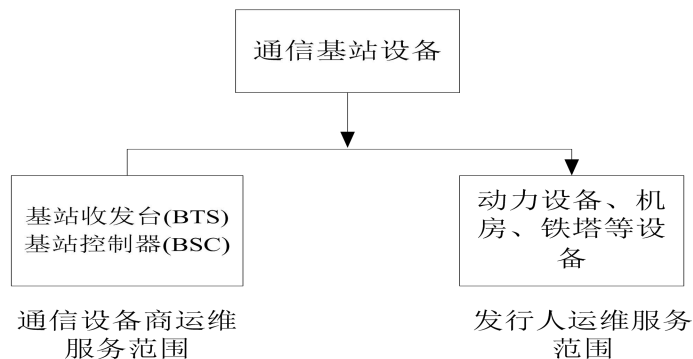 通信基站设备
基站收发台(BTS)
基站控制器(BSC)
动力设备、机
房、铁塔等设
备
通信设备商运维
服务范围
发行人运维服务
范围